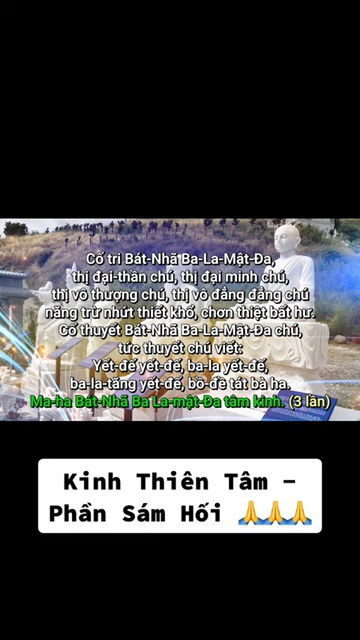 Cố tri Bát-Nhã Ba-La-Mật-Đa,
thị đại-thần chú, thị đại minh chú,
thị vô thượng chú, thị vô đẳng đẳng chú
năng trừ nhứt thiết khổ, chơn thiệt bất hư.
Cố thuyết Bát-Nhã Ba-La-Mật-Đa chú,
tức thuyết chú viết:
Yết-đế yết-đế, ba-la yết-đế,
ba-la-tăng yết-đế, bồ-đề tát bà ha.
Ma-ha Bát-Nhã Ba La-mật-Đa tâm kinh. (3 lần)
Kinh Thiên Tâm -
Phần Sám Hối 🙏🙏🙏